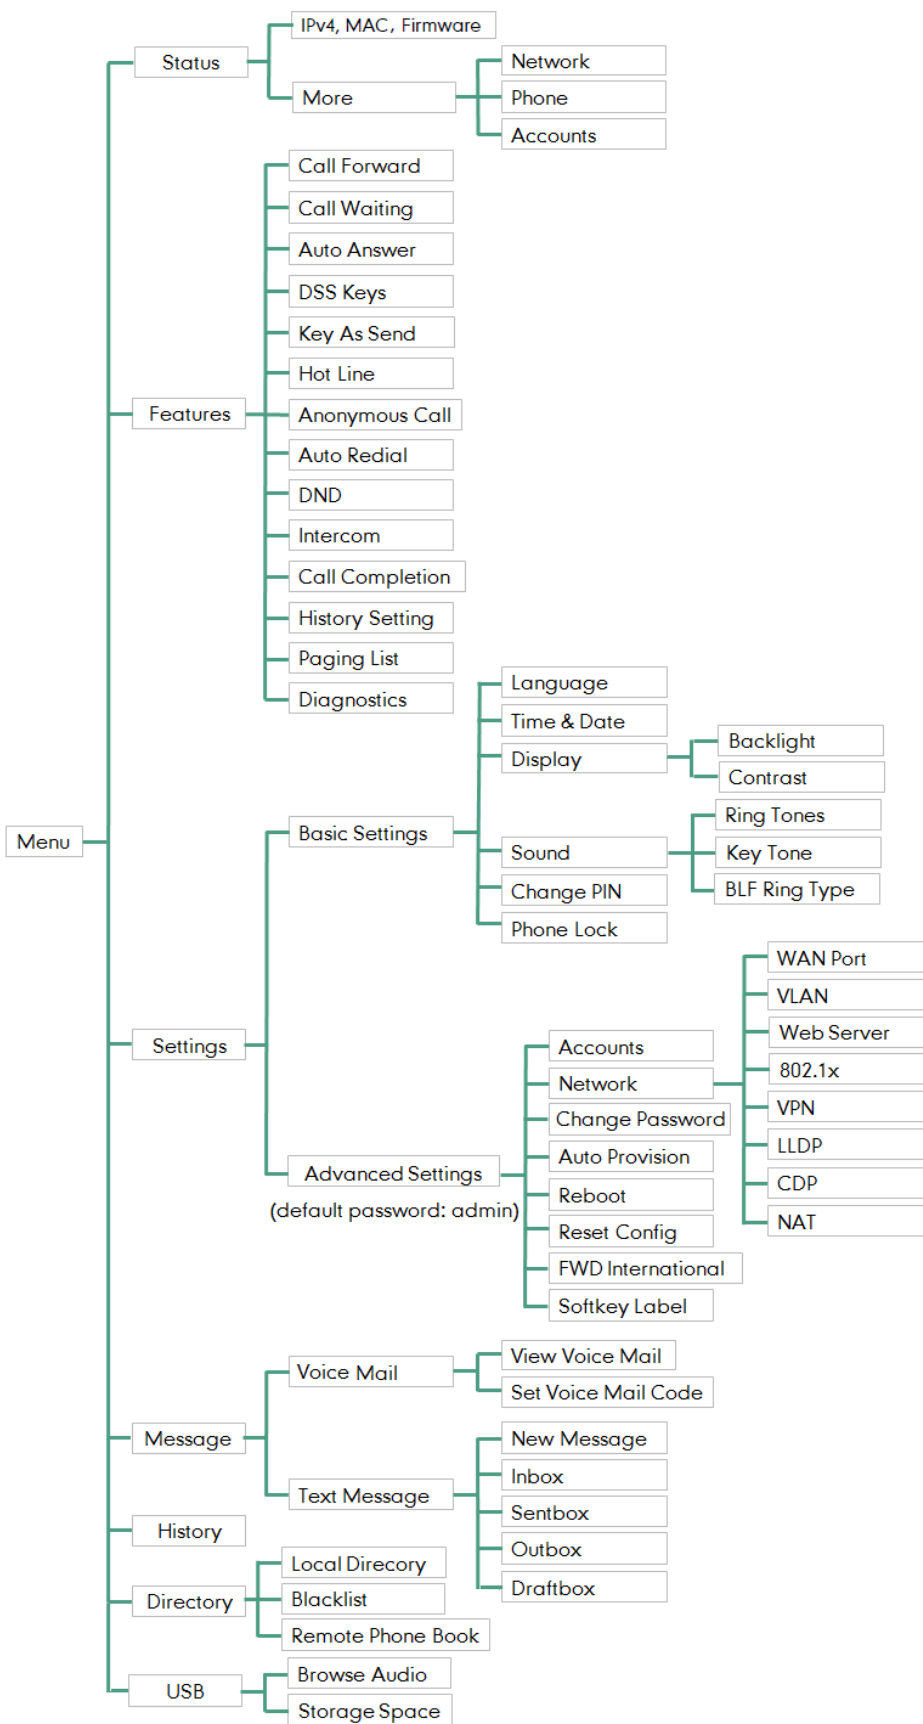 IPv4, MAC, Firmware
Status
Network
More
Phone
Accounts
Call Forward
Call Waiting
Auto Answer
DSS Keys
Key As Send
Hot Line
Features
Anonymous Call
Auto Redial
DND
Intercom
Call Completion
History Setting
Paging List
Diagnostics
Language
Time & Date
Display
Backlight
Contrast
Menu
Basic Settings
Ring Tones
Sound
Key Tone
Change PIN
BLF Ring Type
Phone Lock
WAN Port
VLAN
Web Server
Settings
Accounts
802.1x
Network
VPN
Change Password
LLDP
Auto Provision
Advanced Settings
CDP
Reboot
(default password: admin)
NAT
Reset Config
FWD International
Softkey Label
View Voice Mail
Voice Mail
Set Voice Mail Code
Message
New Message
Inbox
Text Message
Sentbox
History
Outbox
Local Direcory
Draftbox
Directory
Blacklist
Remote Phone Book
Browse Audio
USB
Storage Space